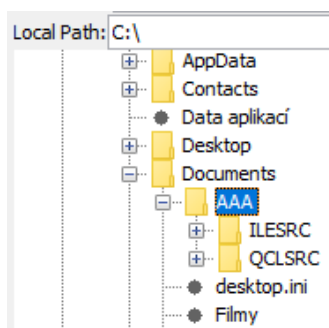 Local Path: C:\
AppData
Contacts
Data aplikací
Desktop
Documents
AAA
ILESRC
QCLSRC
desktop.ini
Filmy